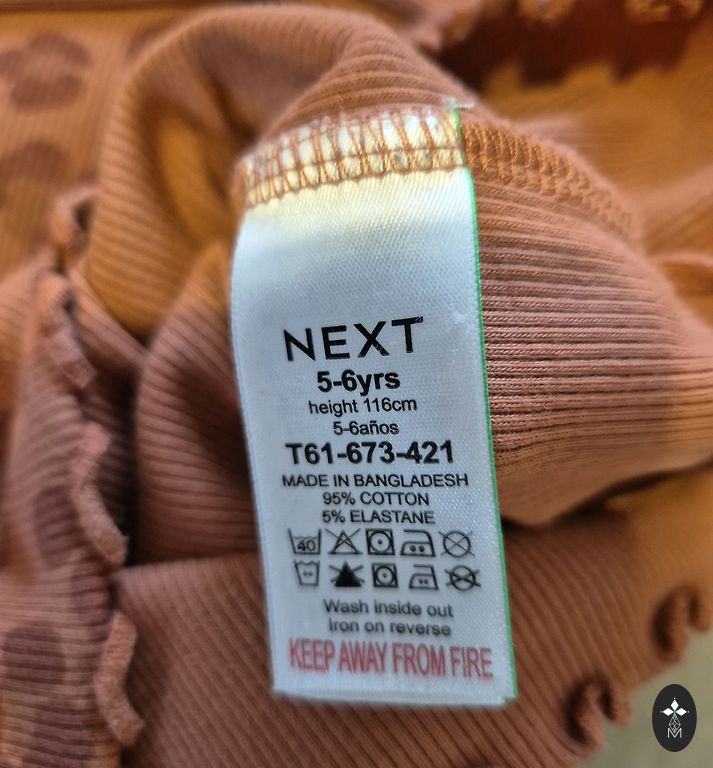 NEXT
5-6yrs
height 116cm
5-6años
T61-673-421
MADE IN BANGLADESH
95% COTTON
5% ELASTANE
40
Wash inside out
Iron on reverse
KEEP AWAY FROM FIRE
M